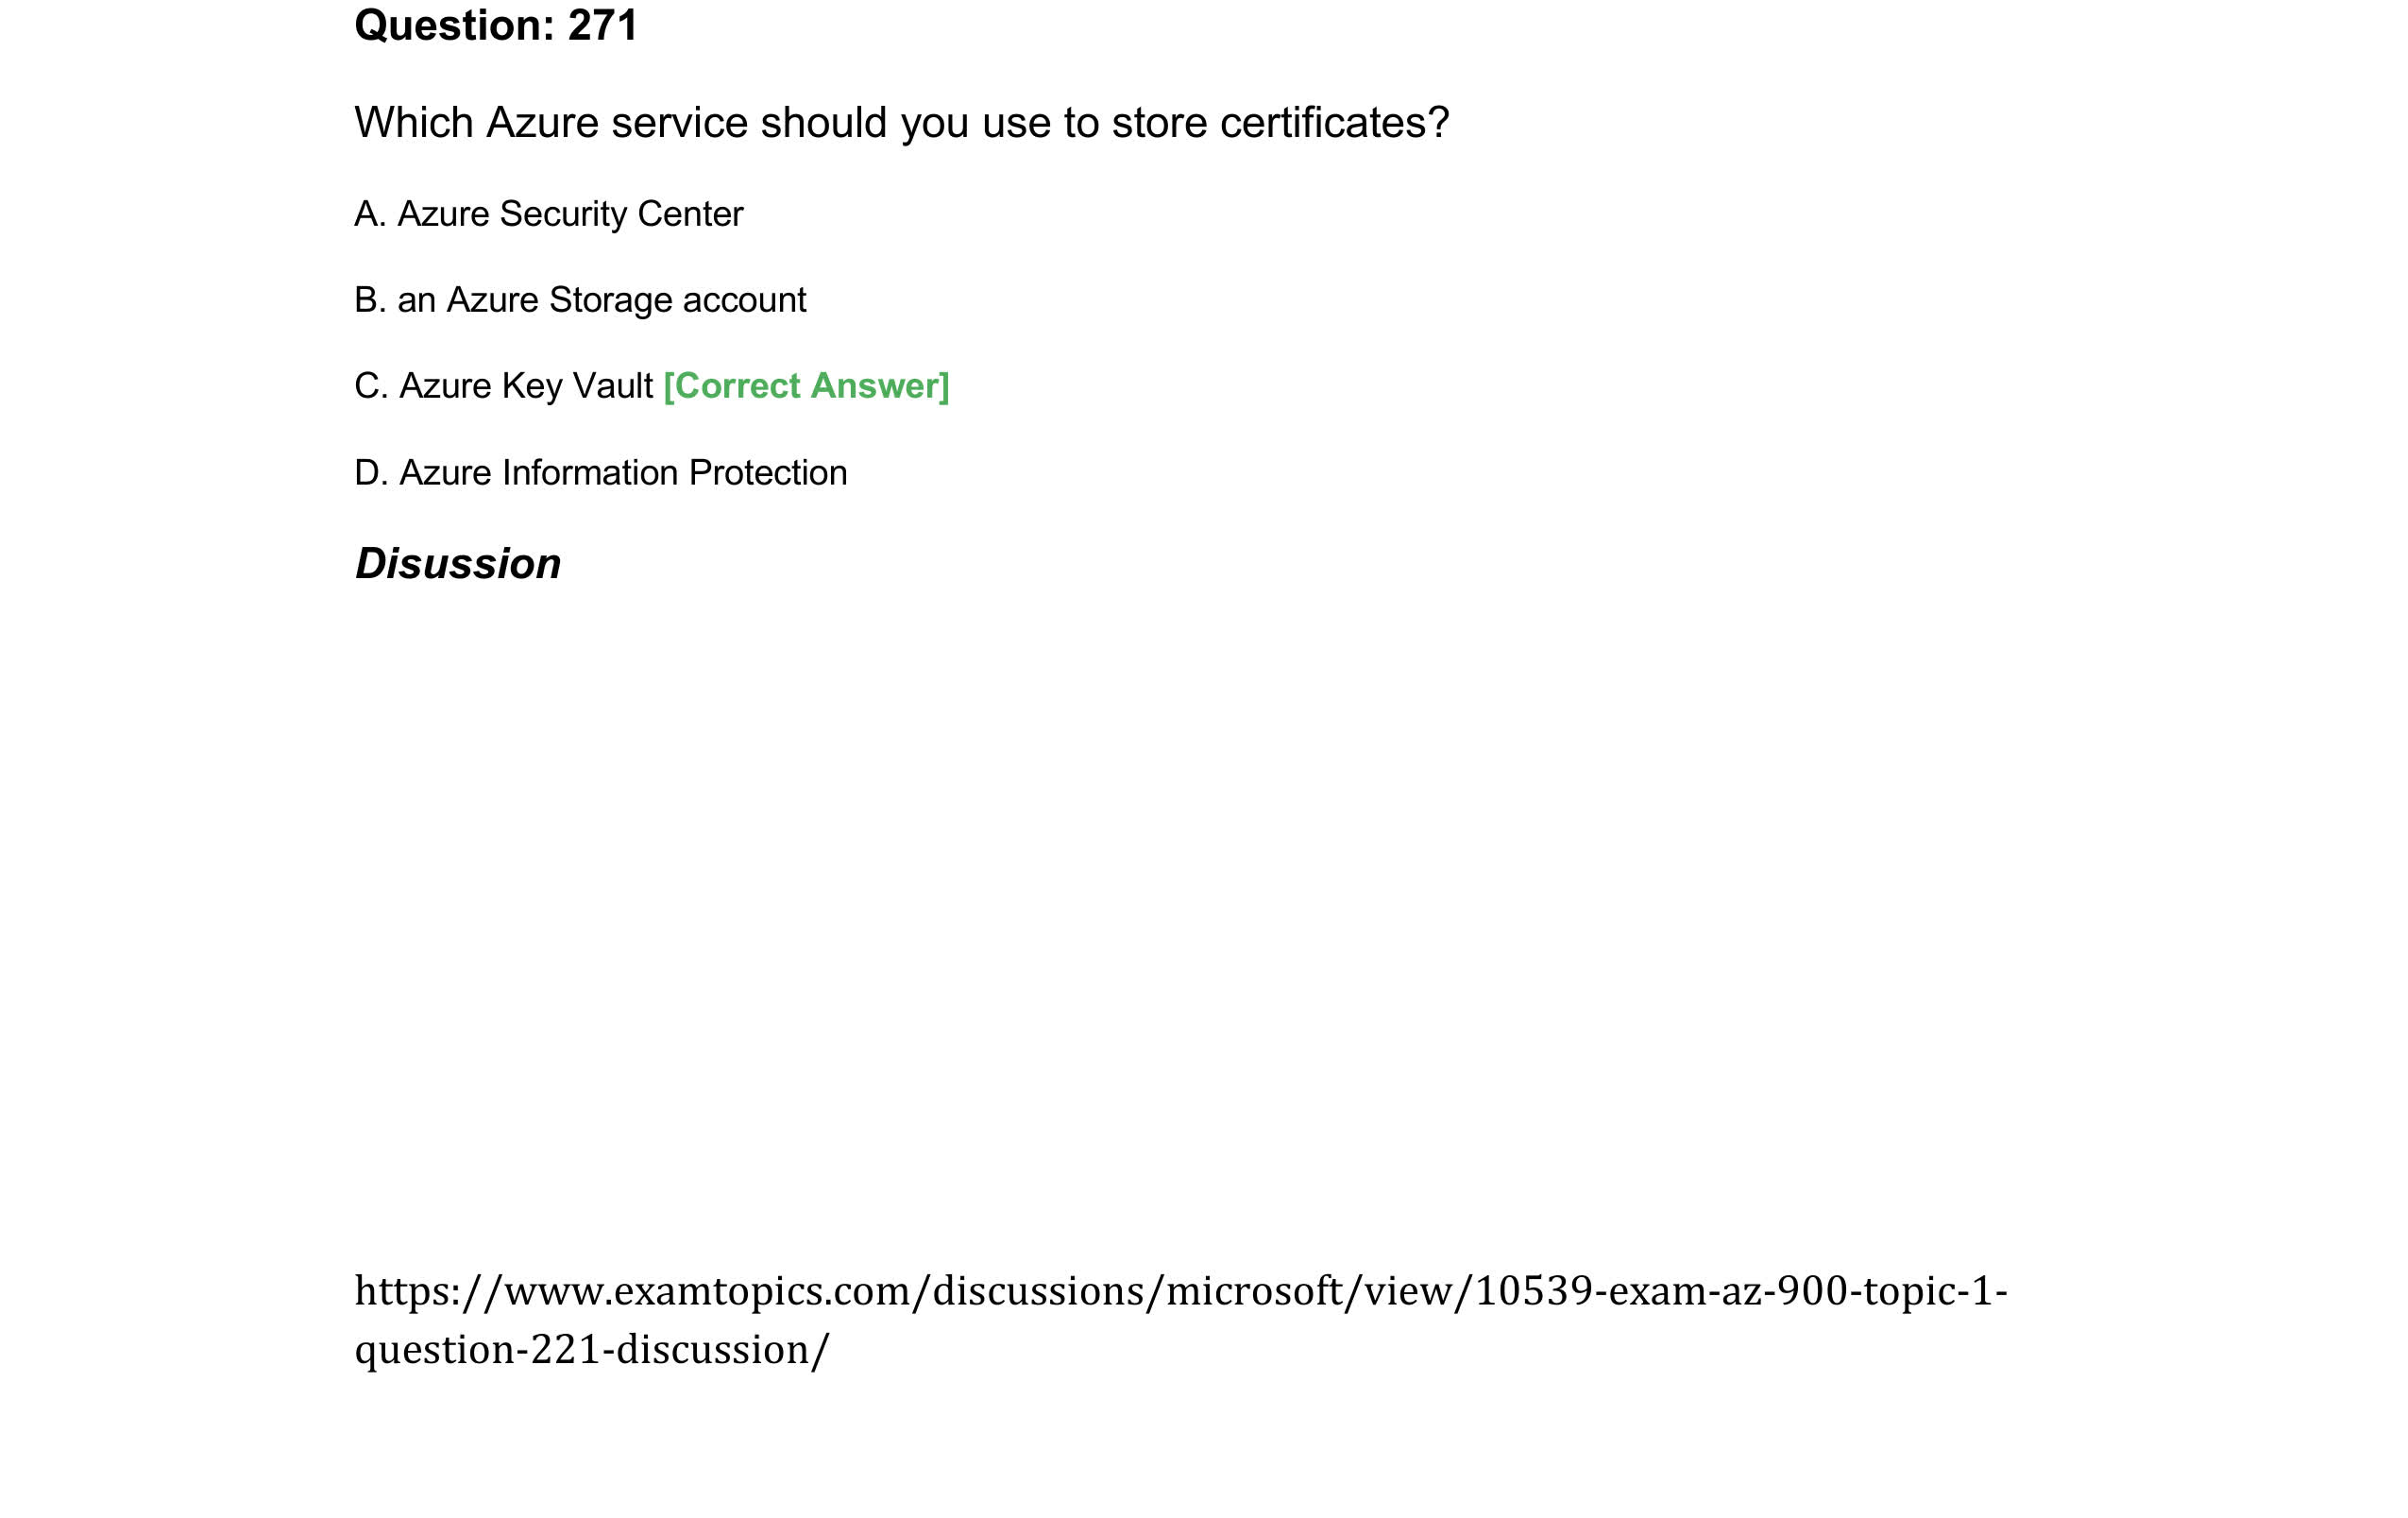 Question: 271
Which Azure service should you use to store certificates?
A. Azure Security Center
B. an Azure Storage account
C. Azure Key Vault [Correct Answer]
D. Azure Information Protection
Disussion
https://www.examtopics.com/discussions/microsoft/view/10539-exam-az-900-topic-1-
question-221-discussion/